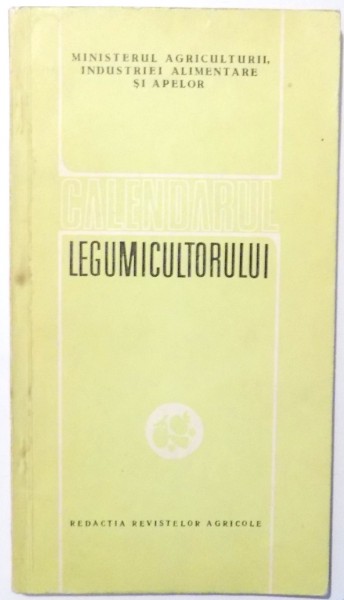 MINISTERUL AGRICULTURII,
INDUSTRIEI ALIMENTARE
ȘI APELOR
CALENDARUL
LEGUMICULTORULUI
REDACȚIA REVISTELOR AGRICOLE